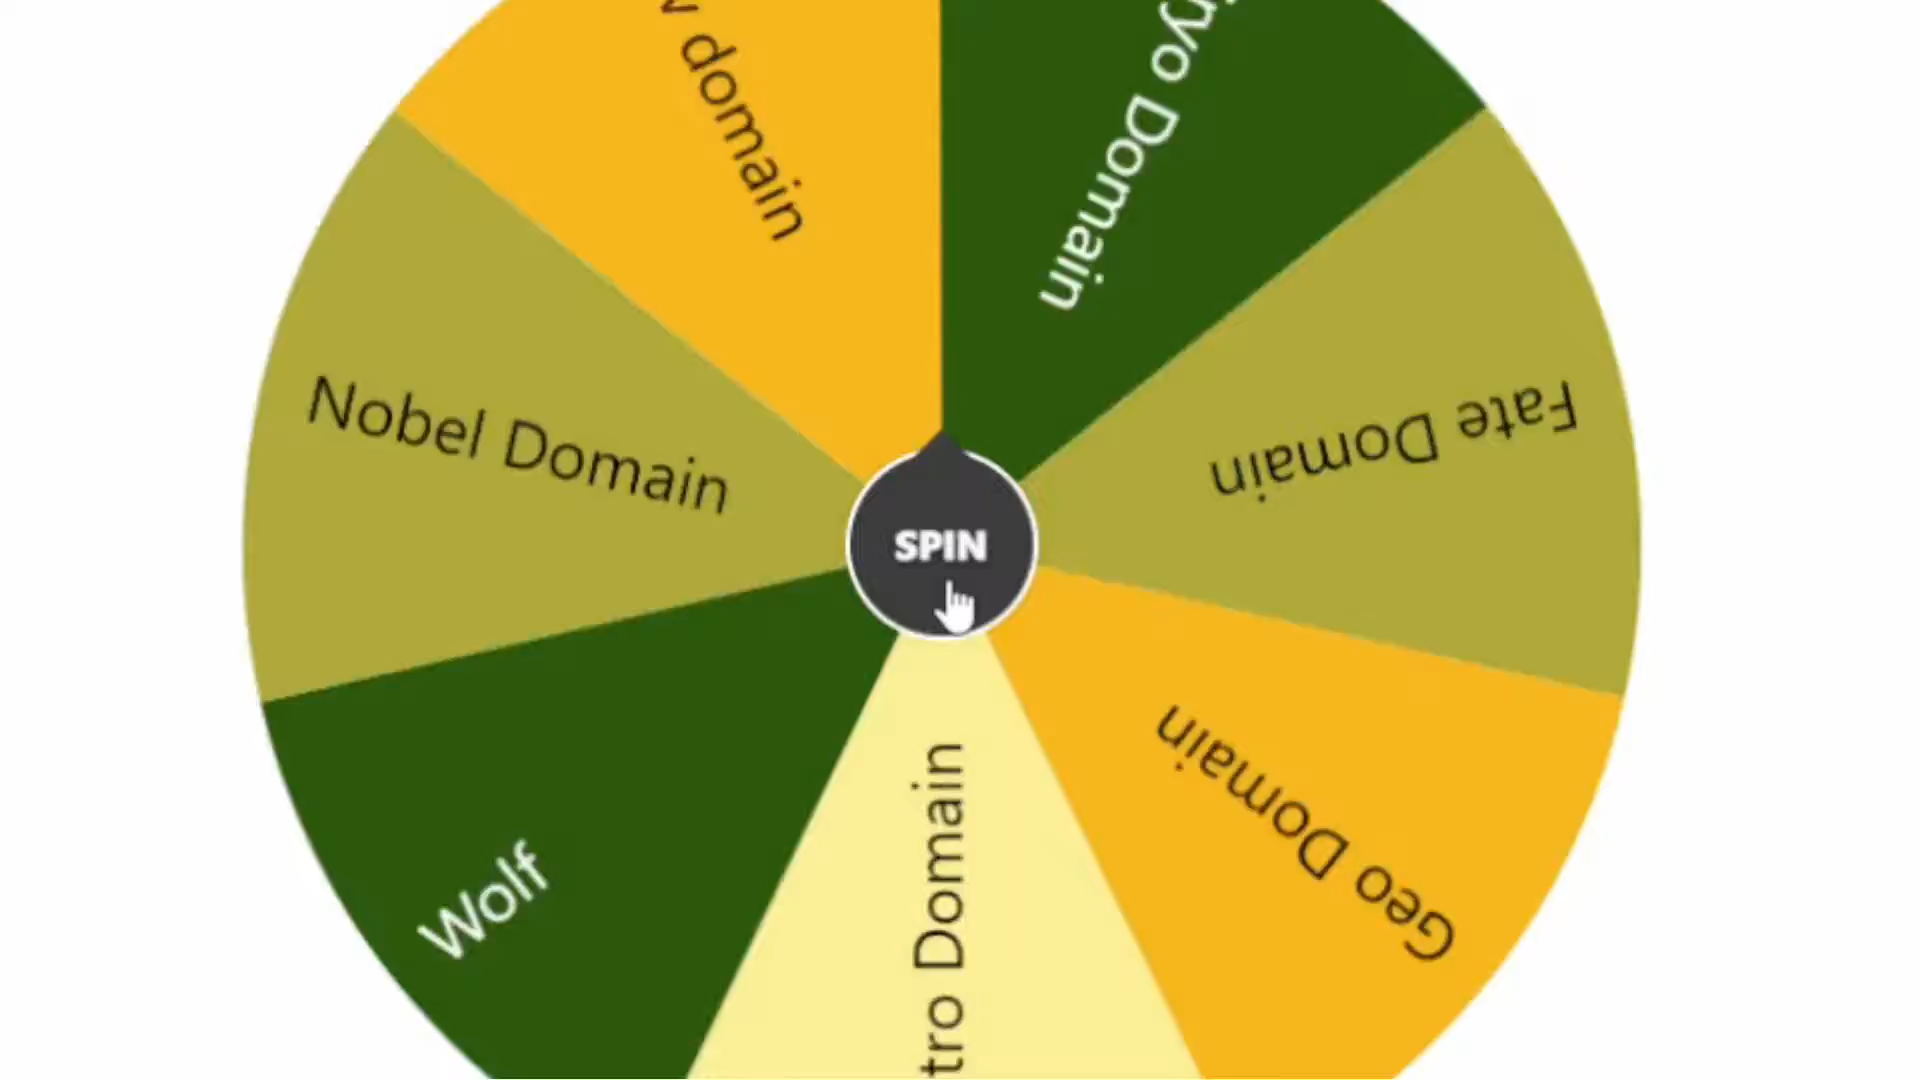 domain
Domain
Nobel Domain
Fate Domain
SPIN
Wolf
Domain
Geo Domain